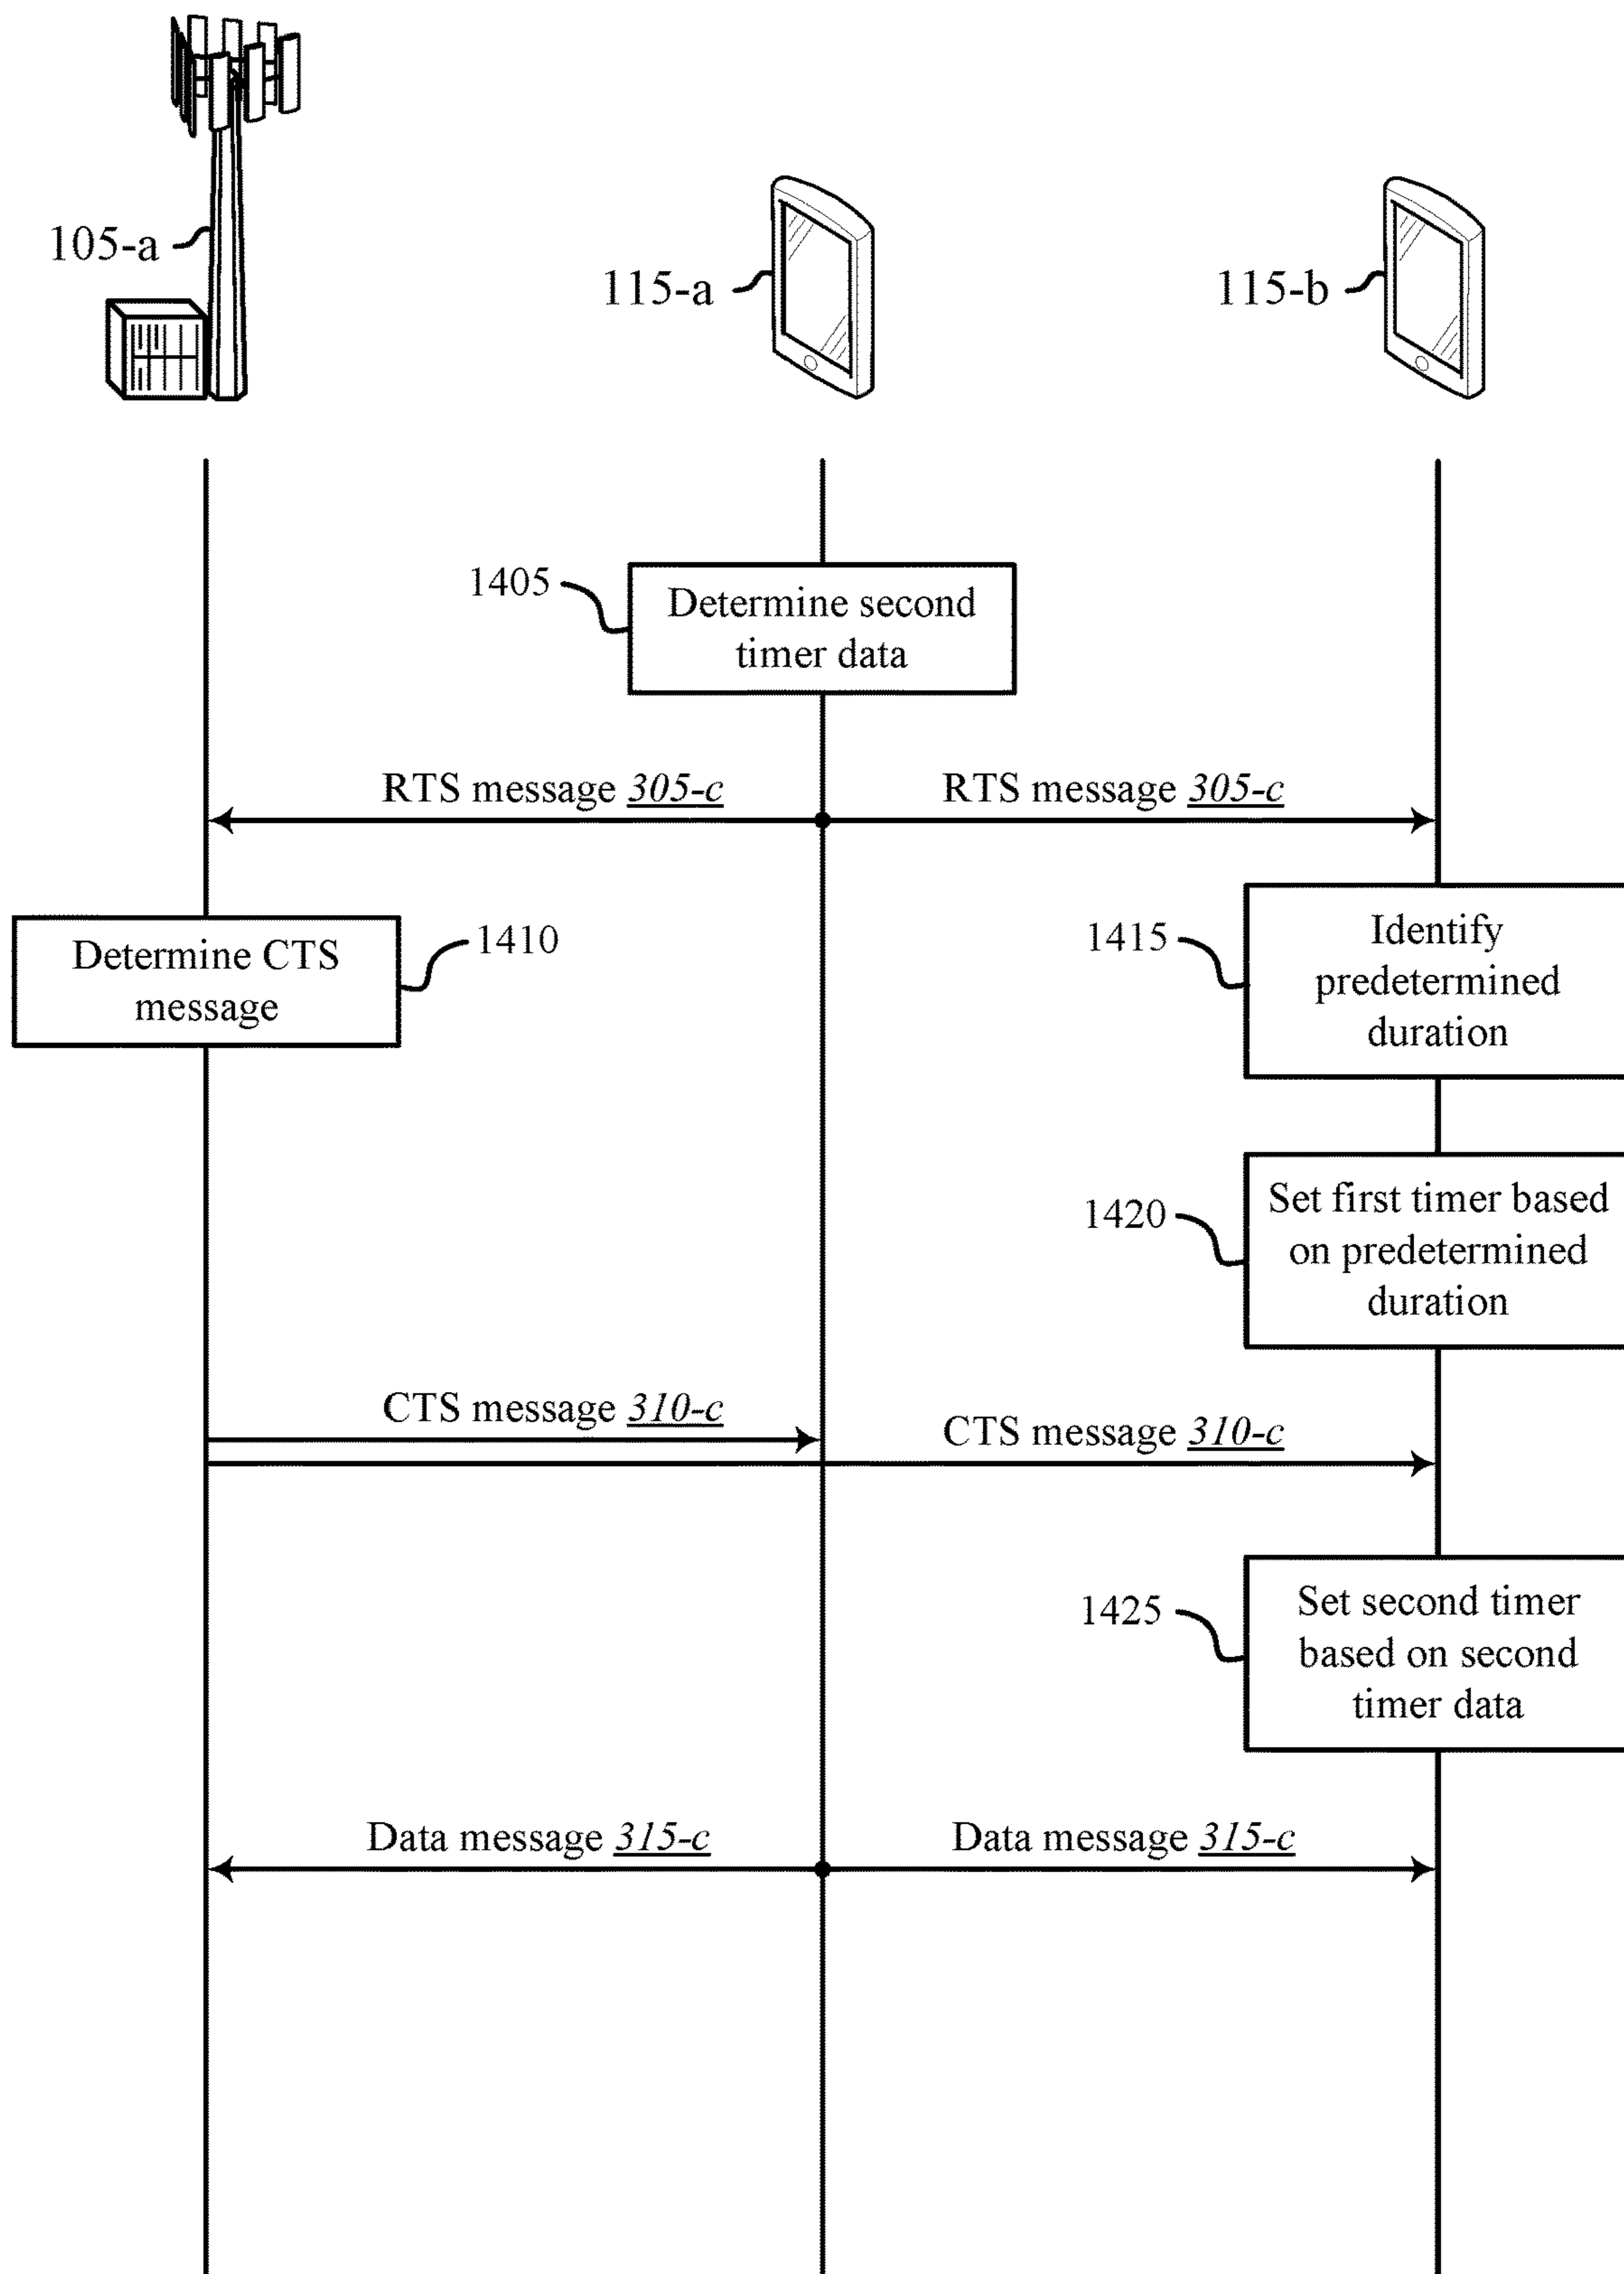 105-a
115-a
115-b
1405
Determine second
timer data
RTS message 305-c
RTS message 305-c
Determine CTS
message
1410
1415
Identify
predetermined
duration
1420
Set first timer based
on predetermined
duration
CTS message 310-c
CTS message 310-c
1425
Set second timer
based on second
timer data
Data message 315-c
Data message 315-c